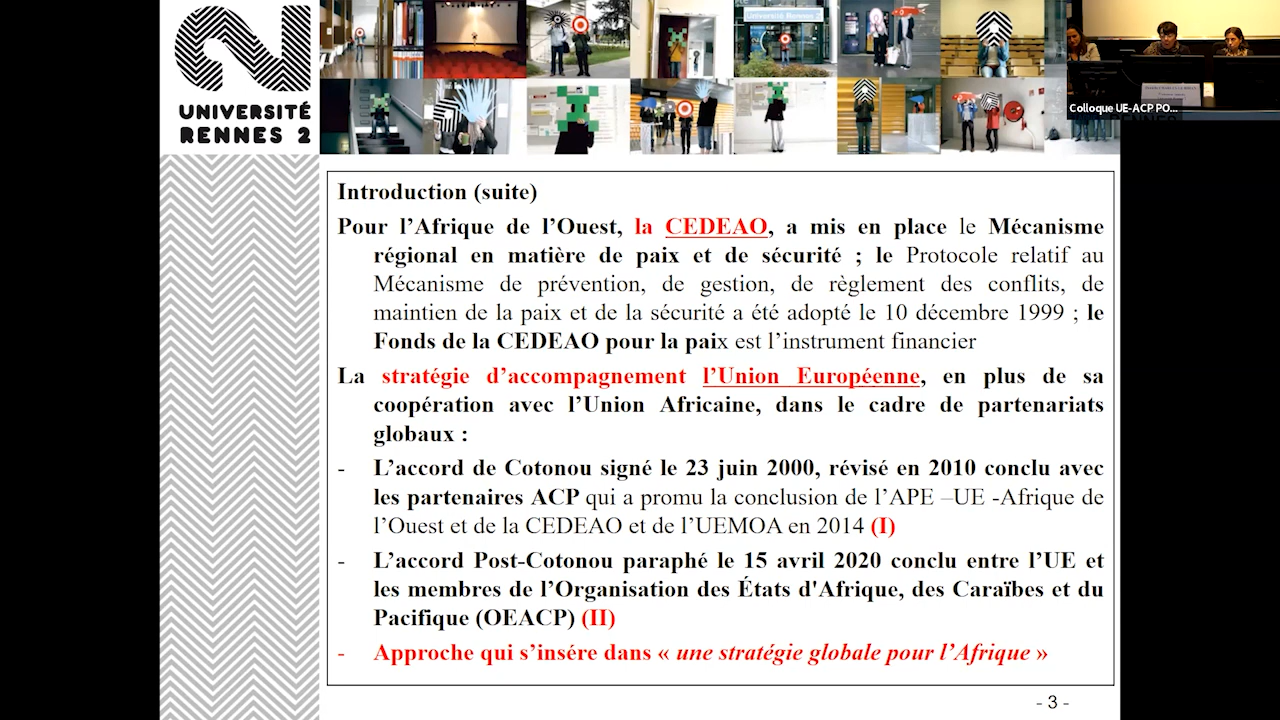 UNIVERSITÉ
RENNES 2
Colloque UE-ACP PO...
Introduction (suite)
Pour l’Afrique de l’Ouest, la CEDEAO, a mis en place le Mécanisme
régional en matière de paix et de sécurité ; le Protocole relatif au
Mécanisme de prévention, de gestion, de règlement des conflits, de
maintien de la paix et de la sécurité a été adopté le 10 décembre 1999 ; le
Fonds de la CEDEAO pour la paix est l’instrument financier
La stratégie d’accompagnement l’Union Européenne, en plus de sa
coopération avec l’Union Africaine, dans le cadre de partenariats
globaux :
- L’accord de Cotonou signé le 23 juin 2000, révisé en 2010 conclu avec
les partenaires ACP qui a promu la conclusion de l’APE –UE -Afrique de
l’Ouest et de la CEDEAO et de l’UEMOA en 2014 (I)
- L’accord Post-Cotonou paraphé le 15 avril 2020 conclu entre l’UE et
les membres de l’Organisation des États d'Afrique, des Caraïbes et du
Pacifique (OEACP) (II)
- Approche qui s’insére dans « une stratégie globale pour l’Afrique »
- 3 -